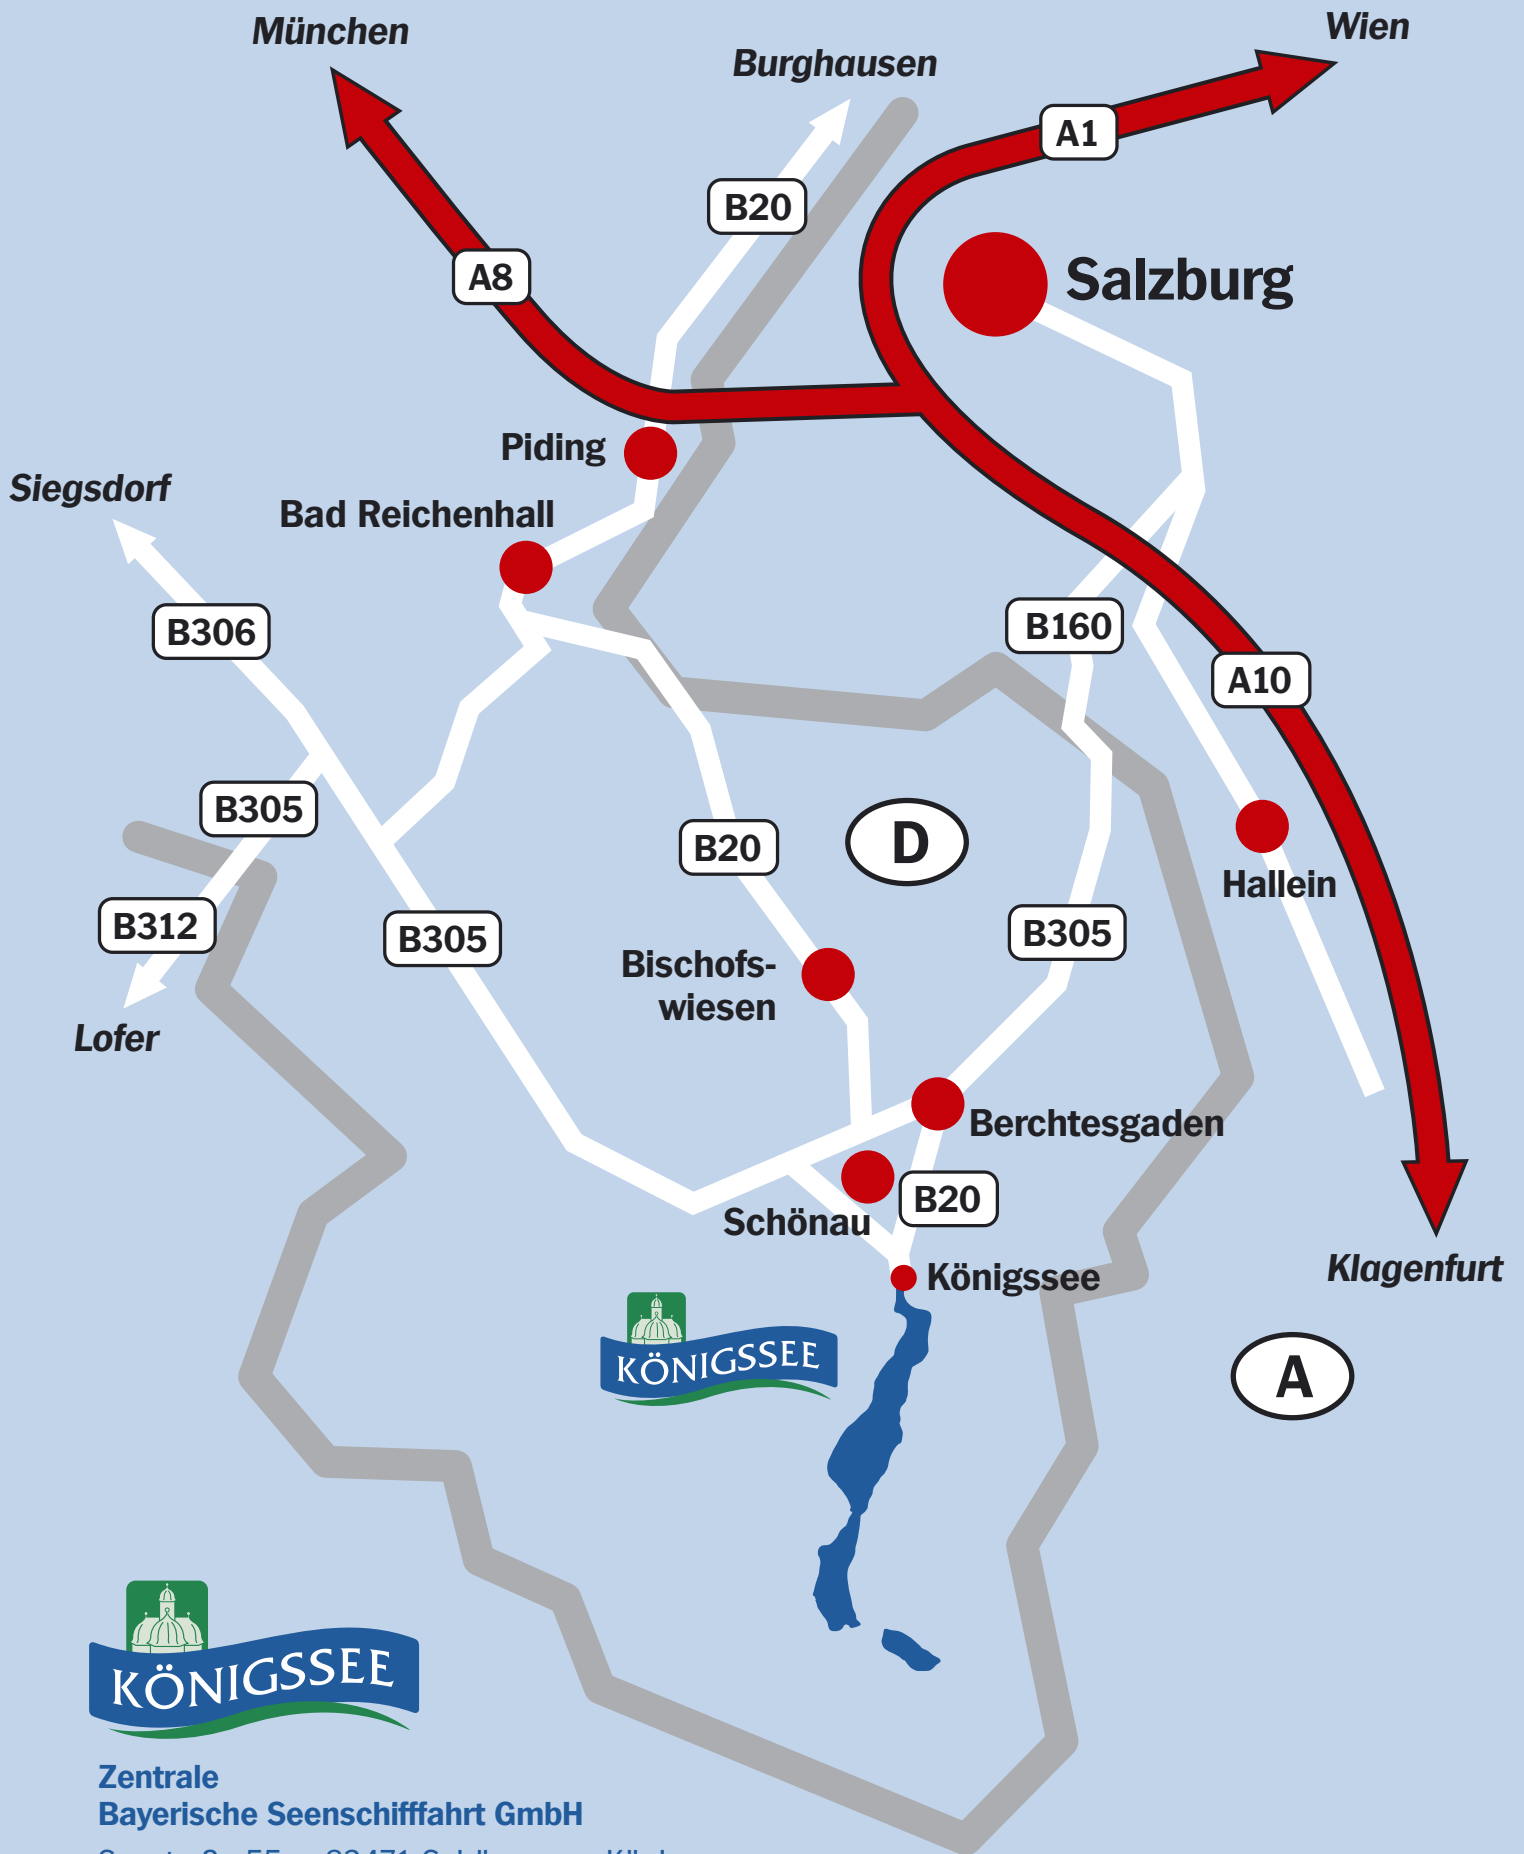 München
Wien
Burghausen
A1
B20
A8
Salzburg
Piding
Siegsdorf
Bad Reichenhall
B306
B160
A10
B305
B20
D
Hallein
B312
B305
B305
Bischofs-
wiesen
Lofer
Berchtesgaden
B20
Schönau
Königssee
Klagenfurt
KÖNIGSSEE
A
KÖNIGSSEE
Zentrale
Bayerische Seenschifffahrt GmbH